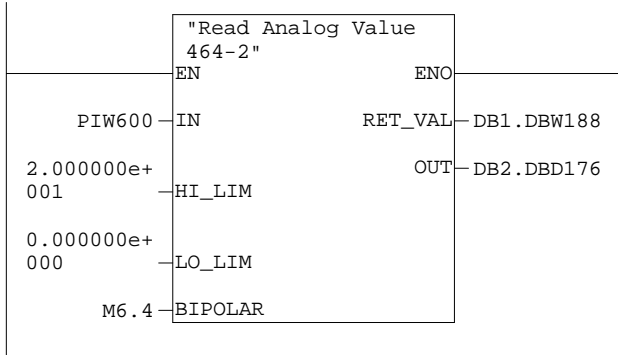 "Read Analog Value
464-2"
EN ENO
PIW600 IN RET_VAL DB1.DBW188
2.000000e+ OUT DB2.DBD176
001 HI_LIM
0.000000e+
000 LO_LIM
M6.4 BIPOLAR